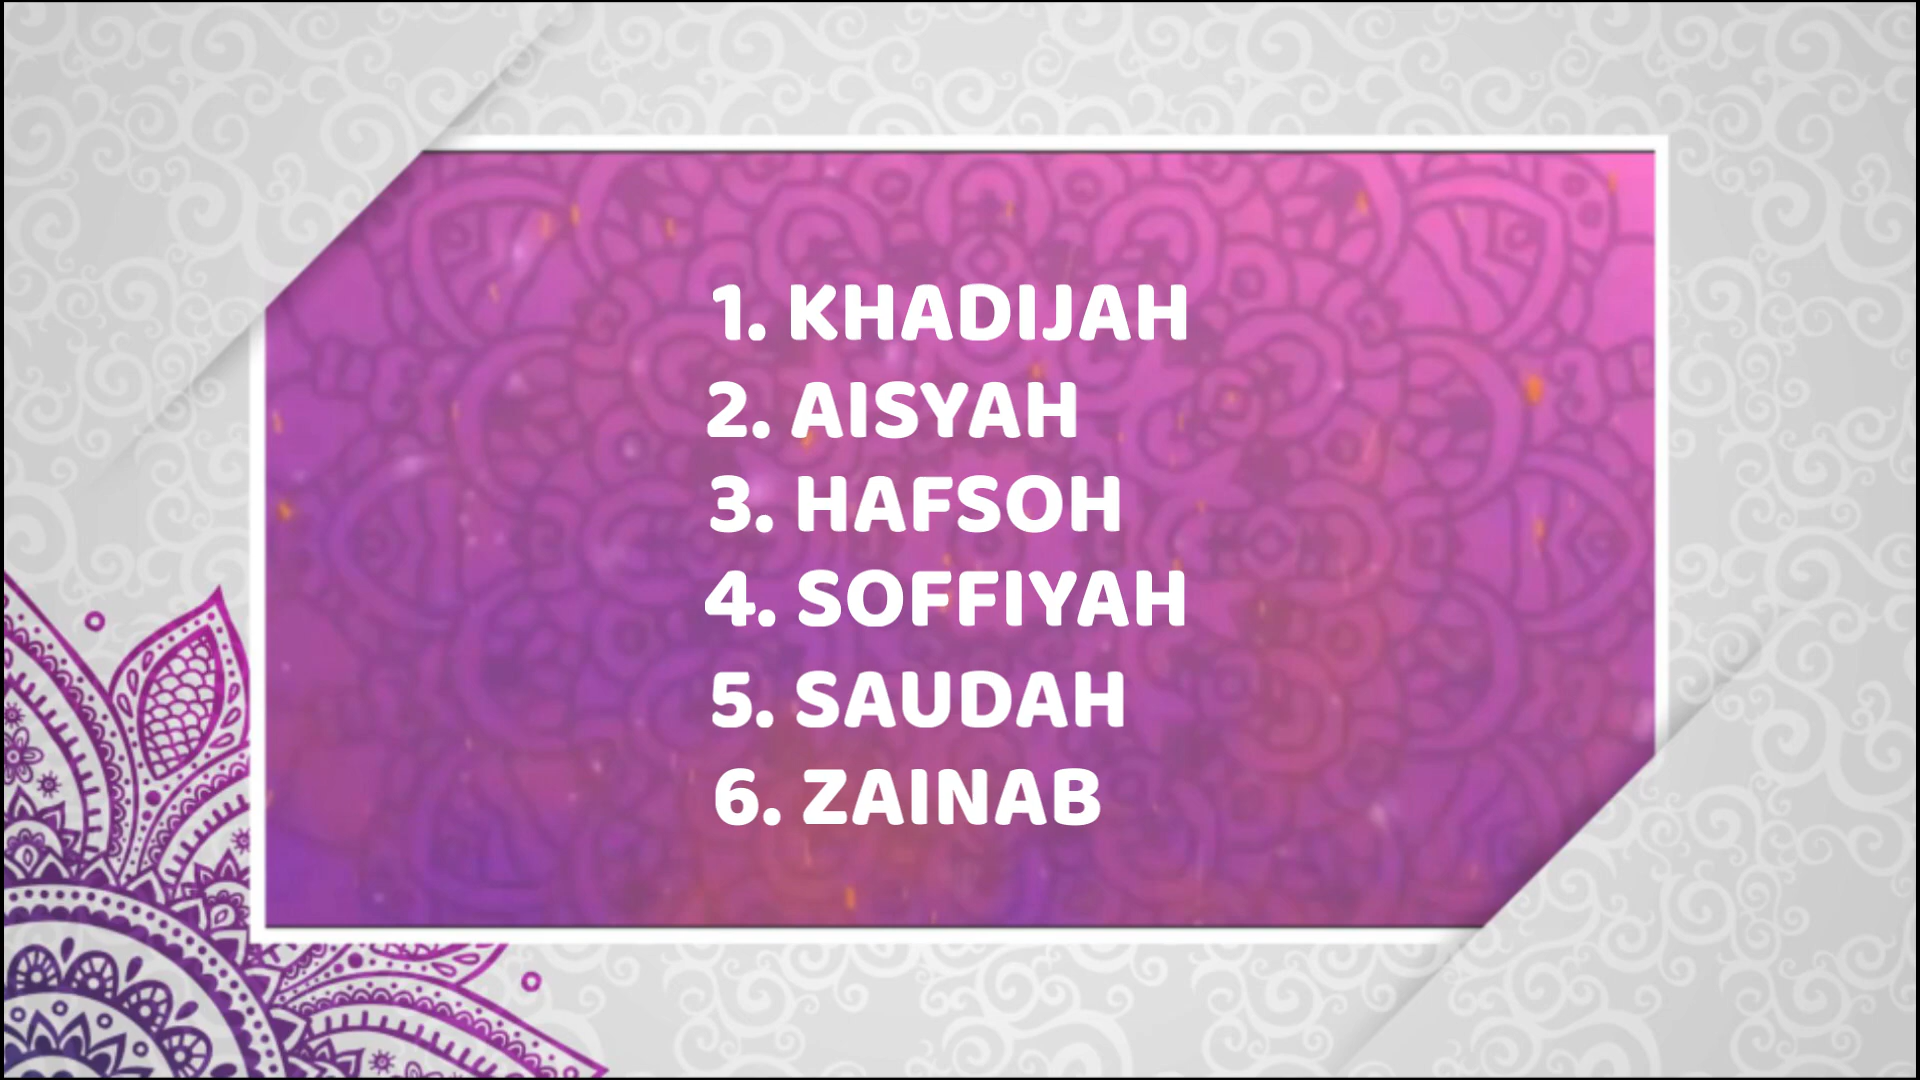 1. KHADIJAH
2. AISYAH
3. HAFSOH
4. SOFFIYAH
5. SAUDAH
6. ZAINAB